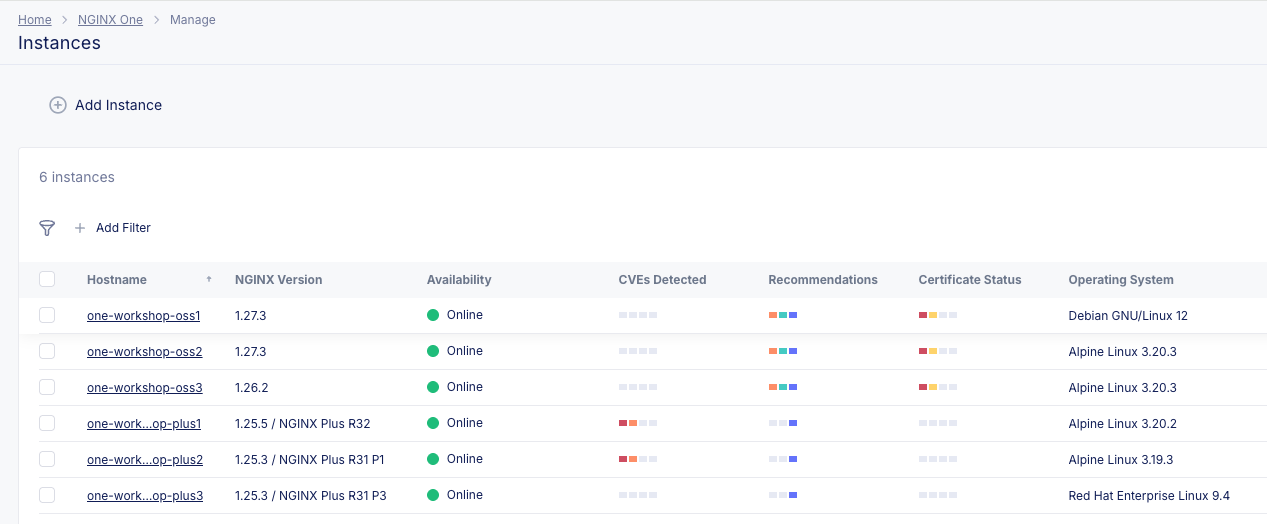 Home > NGINX One > Manage
Instances
Add Instance
6 instances
Add Filter
Hostname ↑ NGINX Version Availability CVEs Detected Recommendations Certificate Status Operating System
one-workshop-oss1 1.27.3 Online Debian GNU/Linux 12
one-workshop-oss2 1.27.3 Online Alpine Linux 3.20.3
one-workshop-oss3 1.26.2 Online Alpine Linux 3.20.3
one-work...op-plus1 1.25.5 / NGINX Plus R32 Online Alpine Linux 3.20.2
one-work...op-plus2 1.25.3 / NGINX Plus R31 P1 Online Alpine Linux 3.19.3
one-work...op-plus3 1.25.3 / NGINX Plus R31 P3 Online Red Hat Enterprise Linux 9.4